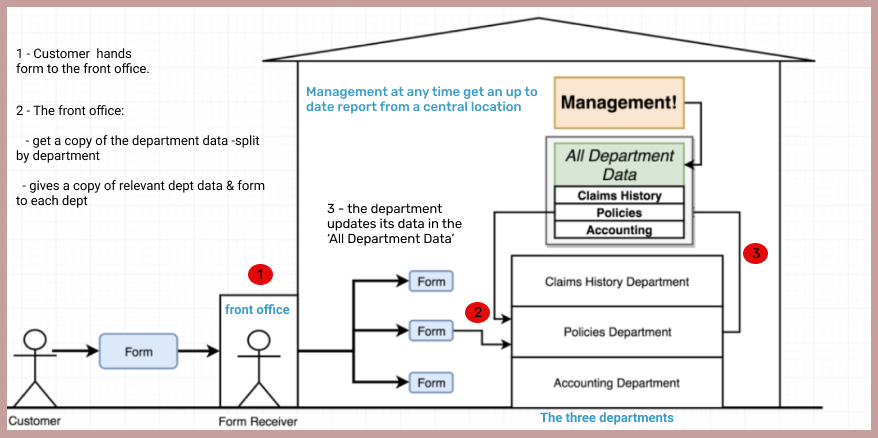 1 - Customer hands
form to the front office.
2 - The front office:
- get a copy of the department data -split
by department
- gives a copy of relevant dept data & form
to each dept
Management at any time get an up to
date report from a central location
Management!
All Department
Data
Claims History
Policies
Accounting
3 - the department
updates its data in the
‘All Department Data’
3
1
front office
Form
2
Form
Form
Form
Claims History Department
Policies Department
Accounting Department
Customer
Form Receiver
The three departments